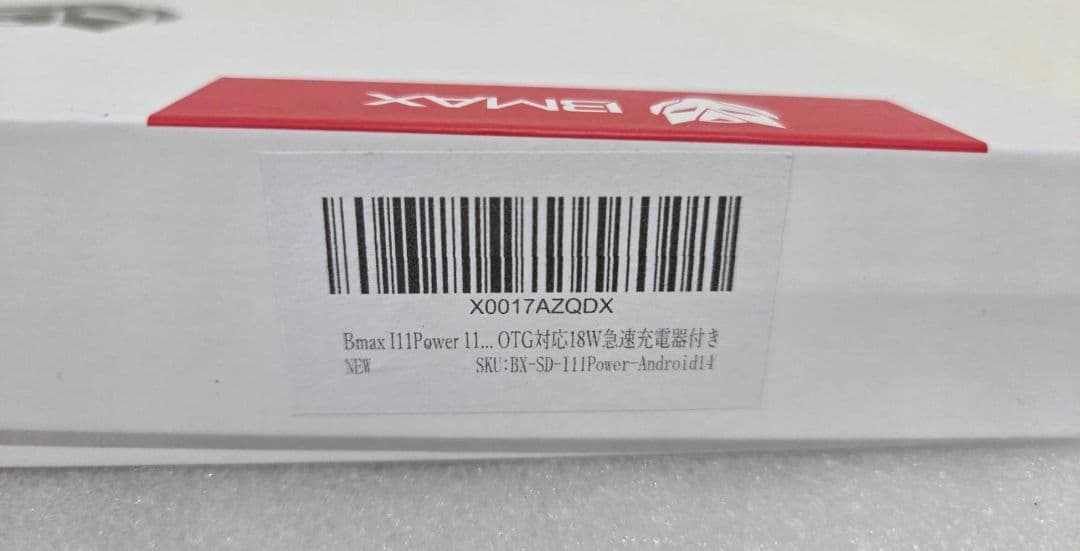 BMAX
X0017AZQDX
Bmax I11Power 11... OTG対応18W急速充電器付き
NEW SKU:BX-SD-I11Power-Android14